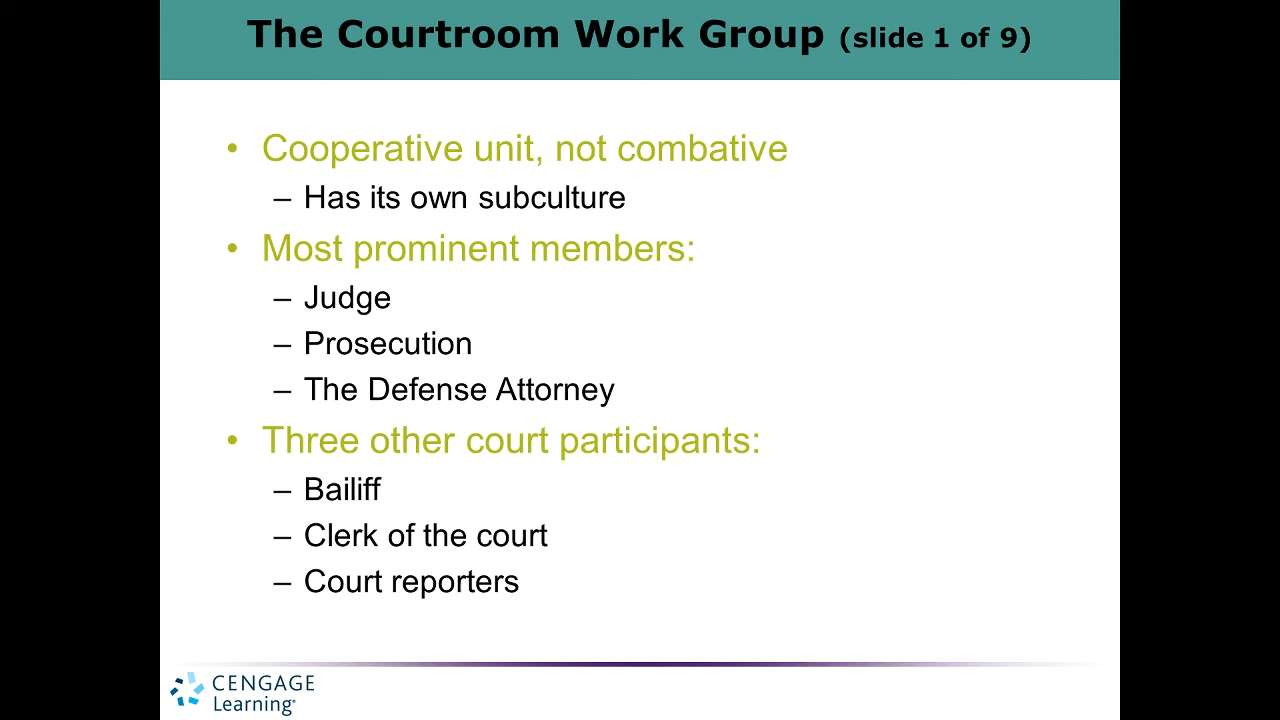 The Courtroom Work Group (slide 1 of 9)
• Cooperative unit, not combative
– Has its own subculture
• Most prominent members:
– Judge
– Prosecution
– The Defense Attorney
• Three other court participants:
– Bailiff
– Clerk of the court
– Court reporters
CENGAGE
Learning®